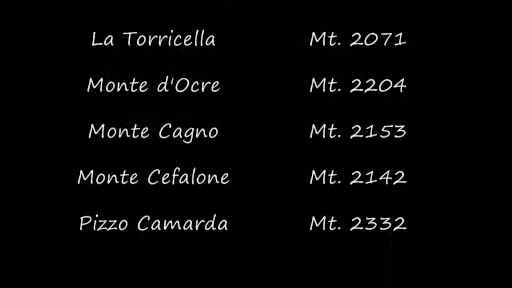 La Torricella Mt. 2071
Monte d'Ocre Mt. 2204
Monte Cagno Mt. 2153
Monte Cefalone Mt. 2142
Pizzo Camarda Mt. 2332